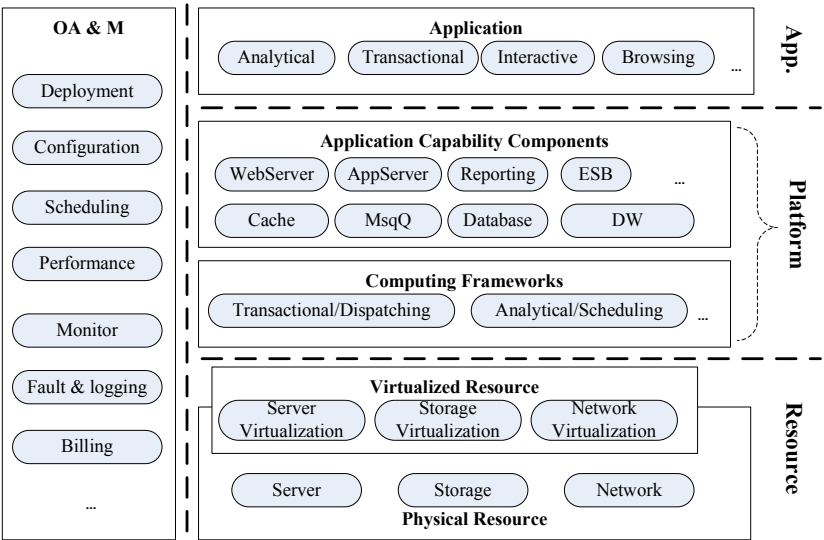 OA & M
Deployment
Configuration
Scheduling
Performance
Monitor
Fault & logging
Billing
...
Application
Analytical
Transactional
Interactive
Browsing
...
App.
Application Capability Components
WebServer
AppServer
Reporting
ESB
...
Cache
MsqQ
Database
DW
Computing Frameworks
Transactional/Dispatching
Analytical/Scheduling
...
Platform
Virtualized Resource
Server
Virtualization
Storage
Virtualization
Network
Virtualization
Server
Storage
Network
Physical Resource
Resource